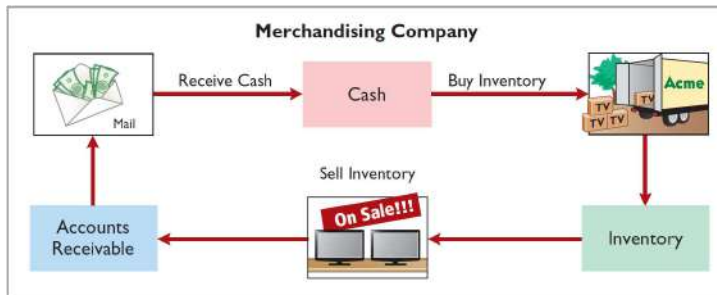 Merchandising Company
Receive Cash
Cash
Buy Inventory
Acme
TV
TV
TV TV
Mail
Sell Inventory
On Sale!!!
Accounts
Receivable
Inventory